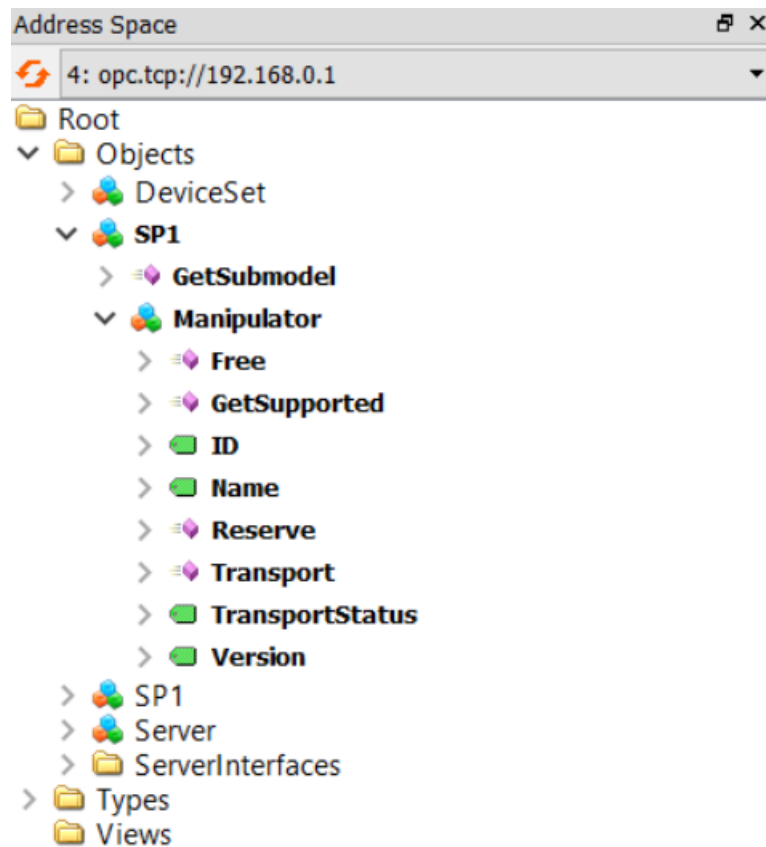 Address Space
4: opc.tcp://192.168.0.1
Root
Objects
DeviceSet
SP1
GetSubmodel
Manipulator
Free
GetSupported
ID
Name
Reserve
Transport
TransportStatus
Version
SP1
Server
ServerInterfaces
Types
Views